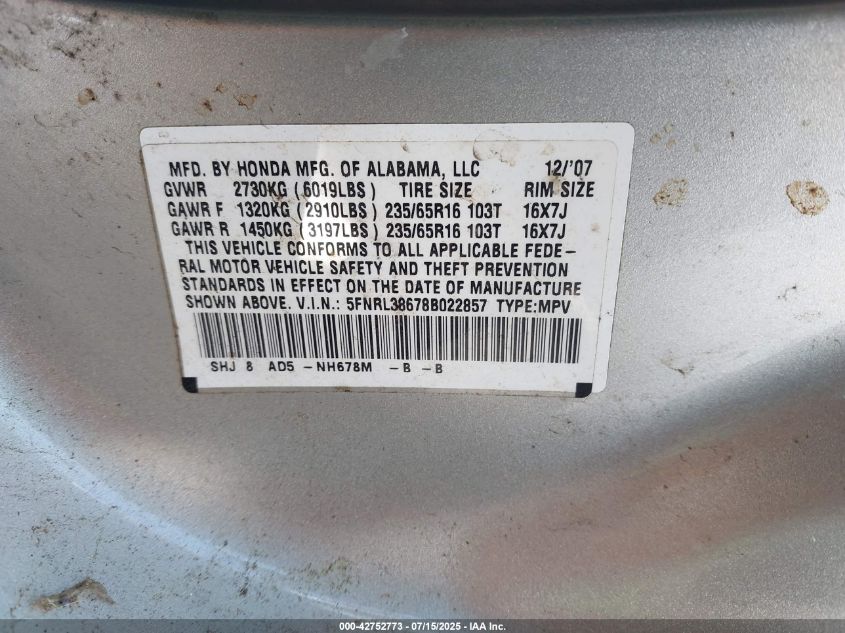 MFD. BY HONDA MFG. OF ALABAMA, LLC 12/'07
GVWR 2730KG (6019LBS) TIRE SIZE RIM SIZE
GAWR F 1320KG (2910LBS) 235/65R16 103T 16X7J
GAWR R 1450KG (3197LBS) 235/65R16 103T 16X7J
THIS VEHICLE CONFORMS TO ALL APPLICABLE FEDE-
RAL MOTOR VEHICLE SAFETY AND THEFT PREVENTION
STANDARDS IN EFFECT ON THE DATE OF MANUFACTURE
SHOWN ABOVE. V.I.N.: 5FNRL38678B022857 TYPE:MPV
SHJ 8 AD5 -NH678M -B -B
000-42752773 - 07/15/2025 - IAA Inc.